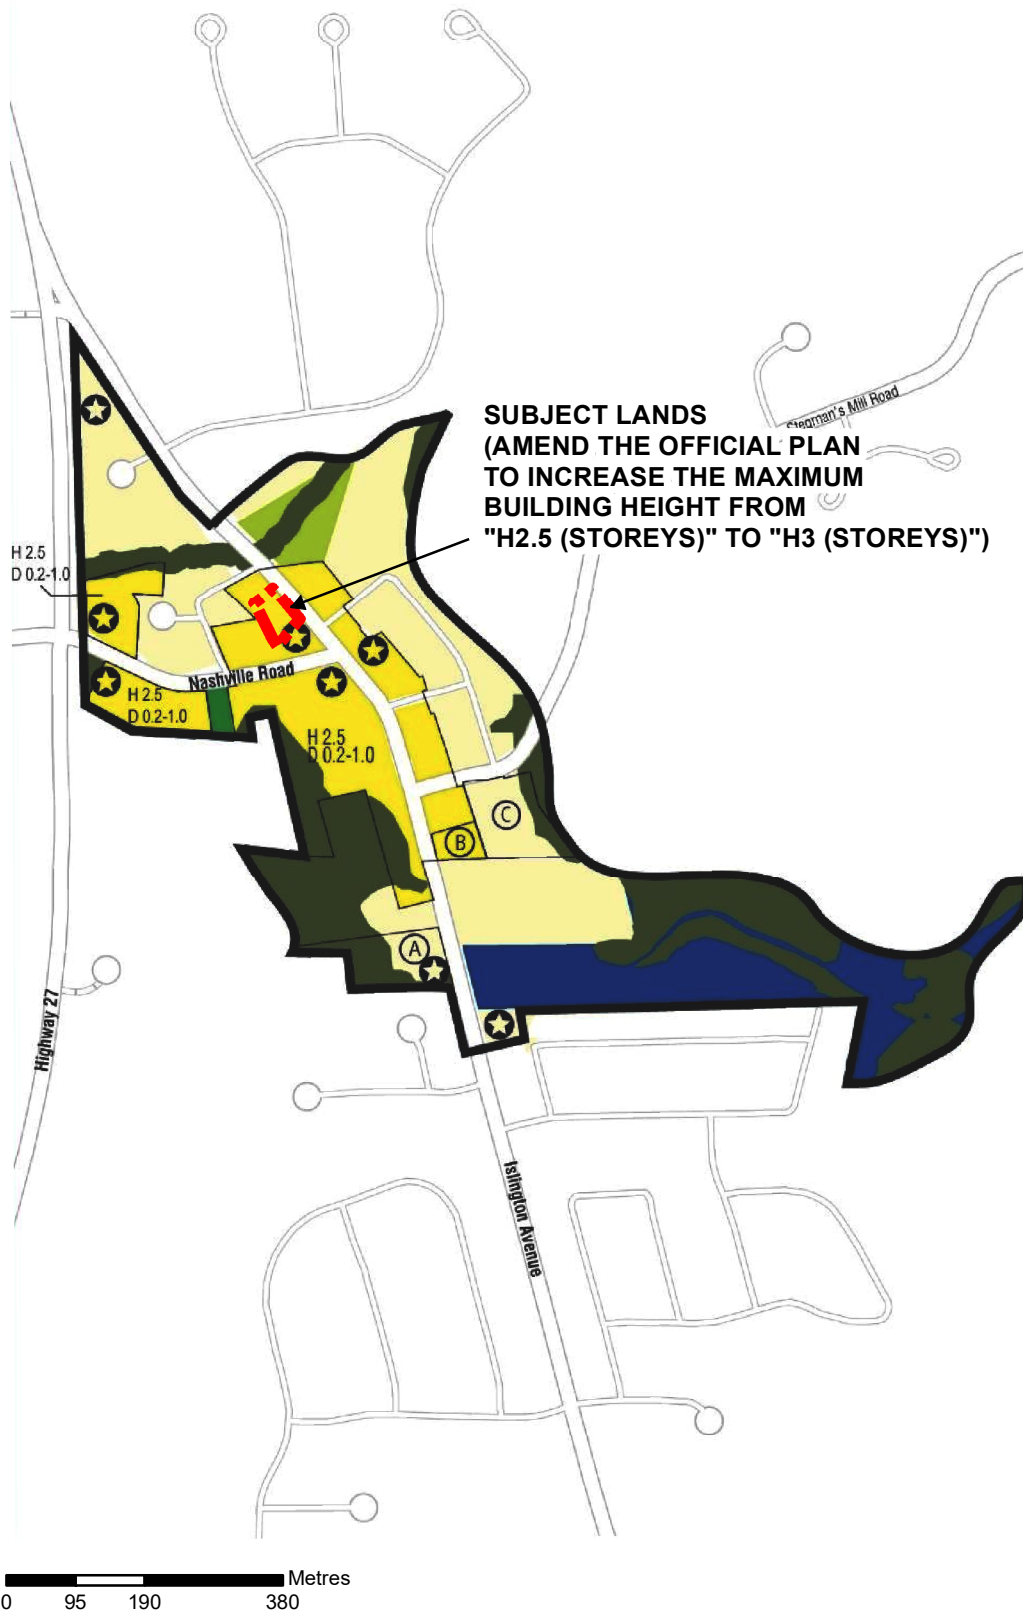 Stegman's Mill Road
SUBJECT LANDS
(AMEND THE OFFICIAL PLAN
TO INCREASE THE MAXIMUM
BUILDING HEIGHT FROM
"H2.5 (STOREYS)" TO "H3 (STOREYS)")
H 2.5
D 0.2-1.0
Nashville Road
H 2.5
D 0.2-1.0
H 2.5
D 0.2-1.0
C
B
A
Highway 27
Islington Avenue
Metres
0 95 190 380